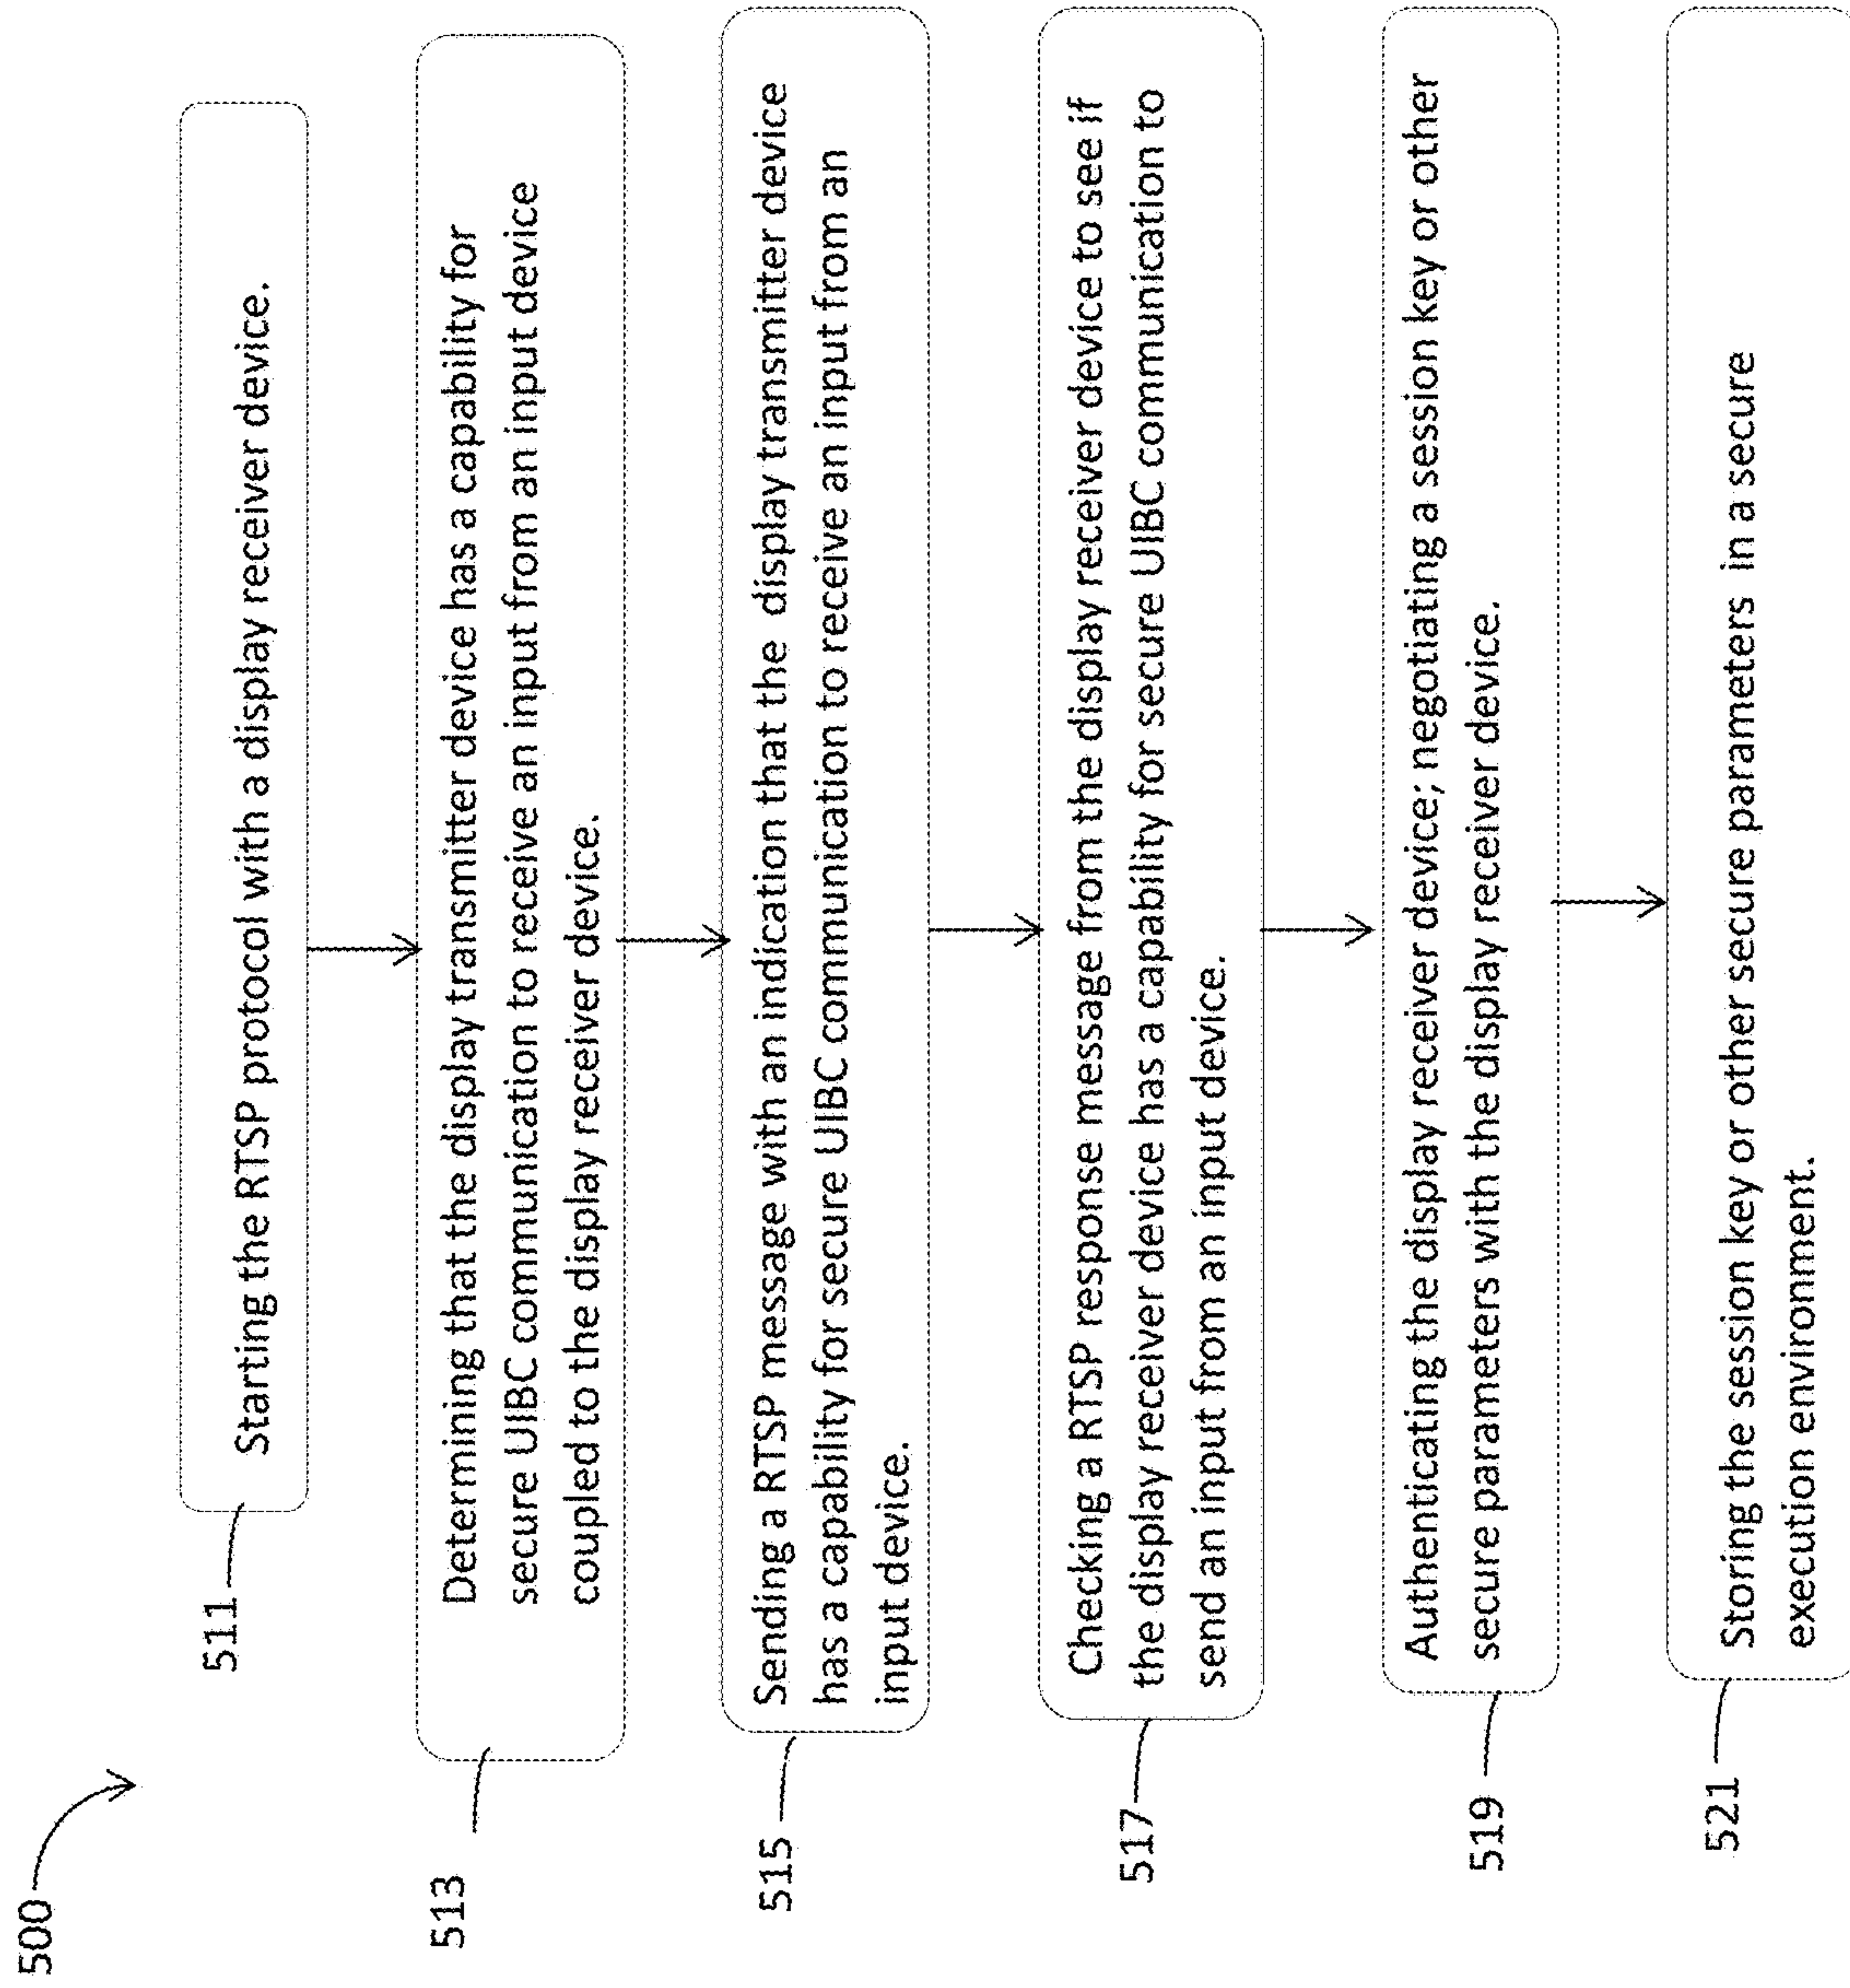 500
511
Starting the RTSP protocol with a display receiver device.
513
Determining that the display transmitter device has a capability for
secure UIBC communication to receive an input from an input device
coupled to the display receiver device.
515
Sending a RTSP message with an indication that the display transmitter device
has a capability for secure UIBC communication to receive an input from an
input device.
517
Checking a RTSP response message from the display receiver device to see if
the display receiver device has a capability for secure UIBC communication to
send an input from an input device.
519
Authenticating the display receiver device; negotiating a session key or other
secure parameters with the display receiver device.
521
Storing the session key or other secure parameters in a secure
execution environment.